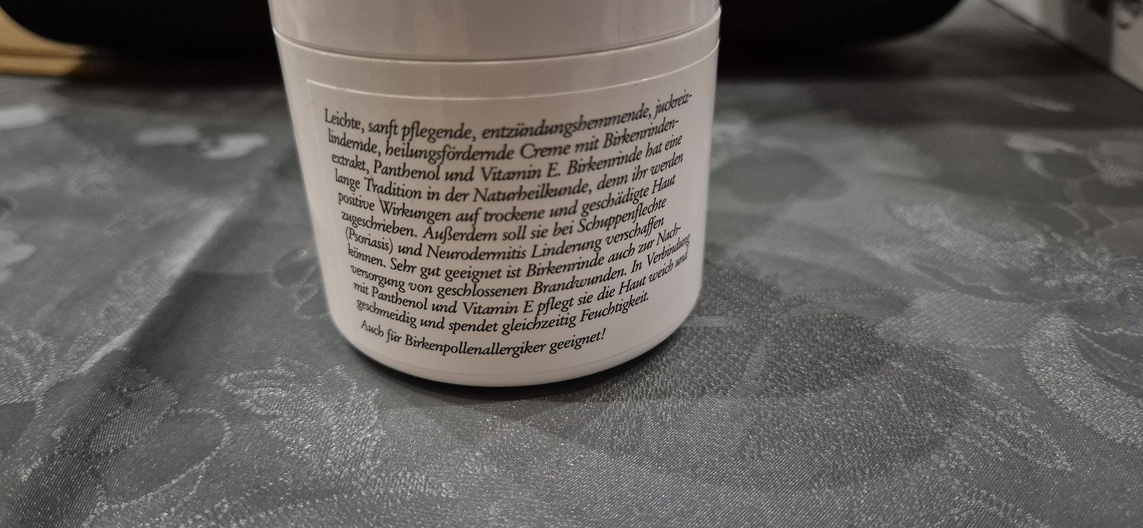 Leichte, sanft pflegende, entzündungshemmende, juckreiz-
lindernde, heilungsfördernde Creme mit Birkenrinden-
extrakt, Panthenol und Vitamin E. Birkenrinde hat eine
lange Tradition in der Naturheilkunde, denn ihr werden
positive Wirkungen auf trockene und geschädigte Haut
zugeschrieben. Außerdem soll sie bei Schuppenflechte
(Psoriasis) und Neurodermitis Linderung verschaffen
können. Sehr gut geeignet ist Birkenrinde auch zur Nach-
versorgung von geschlossenen Brandwunden. In Verbindung
mit Panthenol und Vitamin E pflegt sie die Haut weich und
geschmeidig und spendet gleichzeitig Feuchtigkeit.
Auch für Birkenpollenallergiker geeignet!